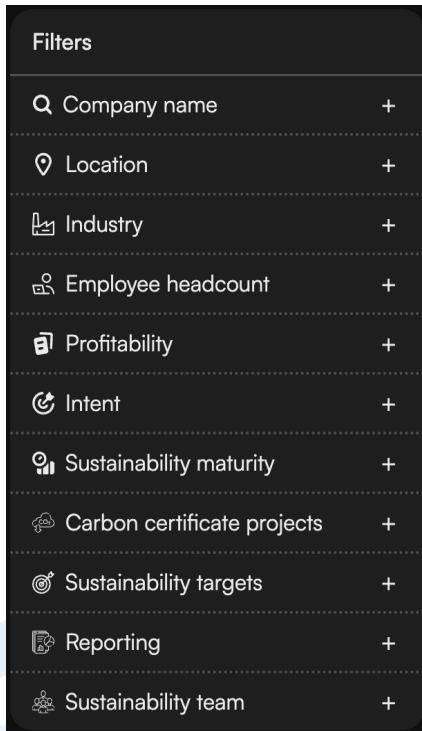 Filters
Company name +
Location +
Industry +
Employee headcount +
Profitability +
Intent +
Sustainability maturity +
Carbon certificate projects +
Sustainability targets +
Reporting +
Sustainability team +